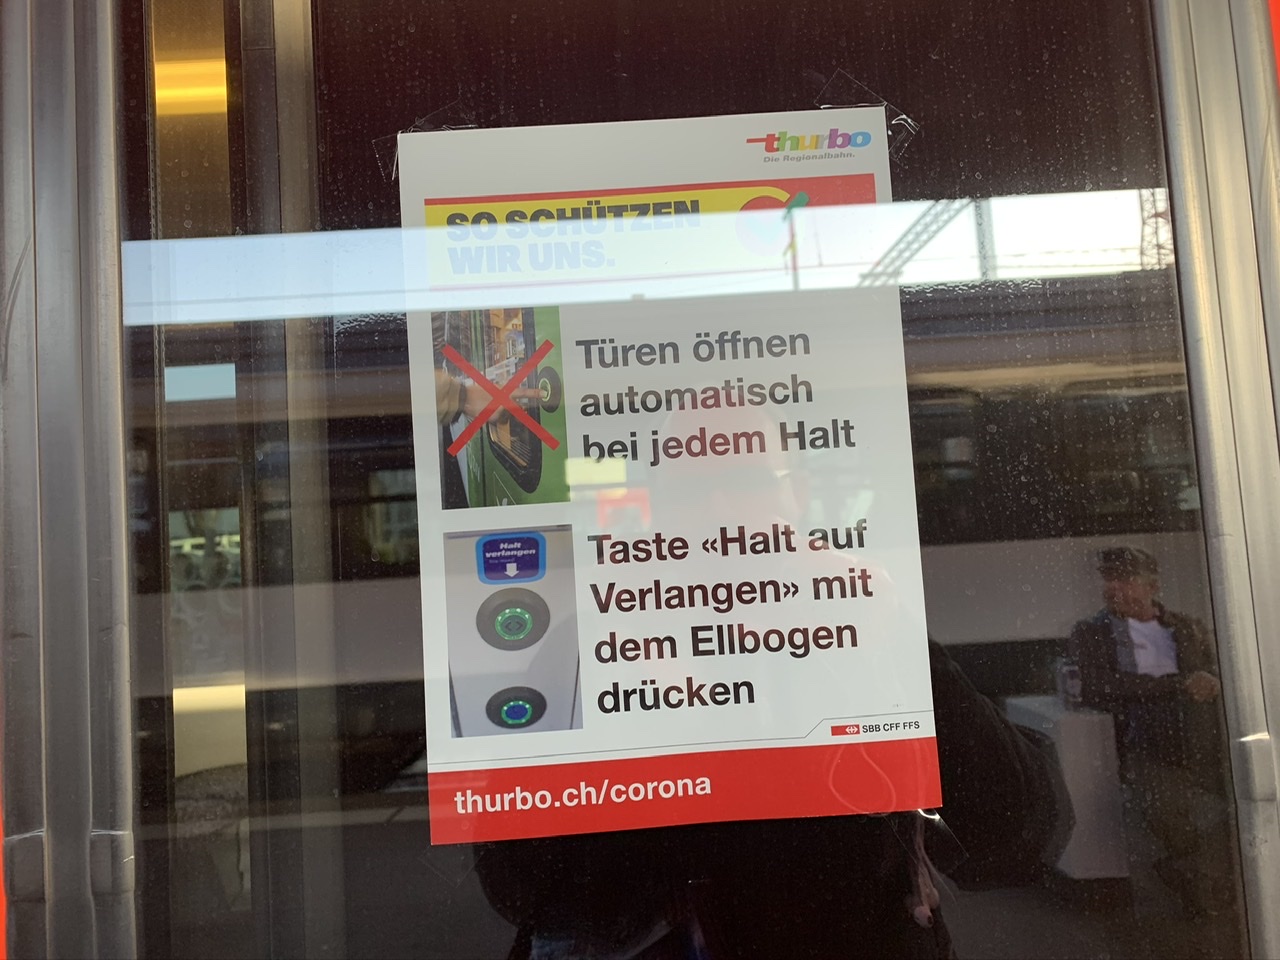 thurbo
Die Regionalbahn.
SO SCHÜTZEN
WIR UNS.
Türen öffnen
automatisch
bei jedem Halt
Halt
verlangen
Taste «Halt auf
Verlangen» mit
dem Ellbogen
drücken
SBB CFF FFS
thurbo.ch/corona